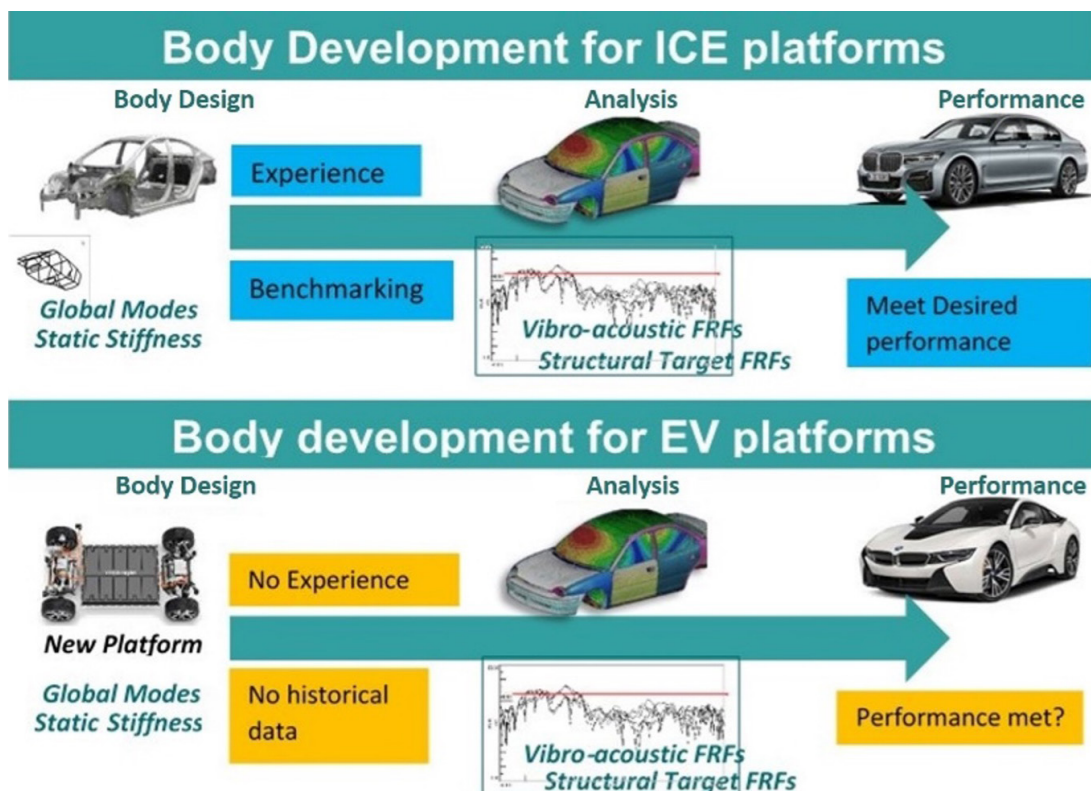 Body Development for ICE platforms
Body Design
Analysis
Performance
Experience
Benchmarking
Global Modes
Static Stiffness
Vibro-acoustic FRFs
Structural Target FRFs
Meet Desired
performance
Body development for EV platforms
Body Design
Analysis
Performance
No Experience
New Platform
Global Modes
Static Stiffness
No historical
data
Vibro-acoustic FRFs
Structural Target FRFs
Performance met?